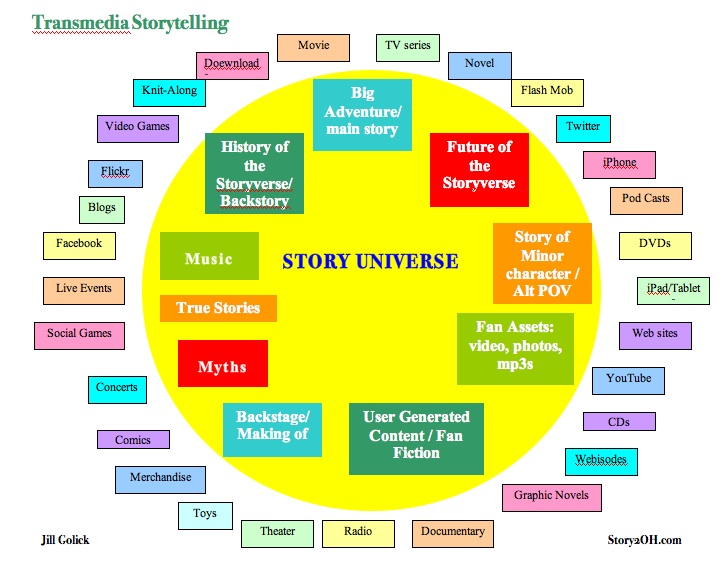 Transmedia Storytelling
Movie
TV series
Doewnload
-
Novel
Knit-Along
Flash Mob
Big
Adventure/
main story
Video Games
Twitter
History of
the
Storyverse/
Backstory
Future of
the
Storyverse
iPhone
Flickr
Pod Casts
Blogs
Facebook
DVDs
Music
STORY UNIVERSE
Story of
Minor
character /
Alt POV
Live Events
iPad/Tablet
-
True Stories
Social Games
Fan Assets:
video, photos,
mp3s
Web sites
Myths
YouTube
Concerts
Backstage/
Making of
User Generated
Content / Fan
Fiction
CDs
Comics
Webisodes
Merchandise
Graphic Novels
Toys
Theater
Radio
Documentary
Jill Golick
Story2OH.com